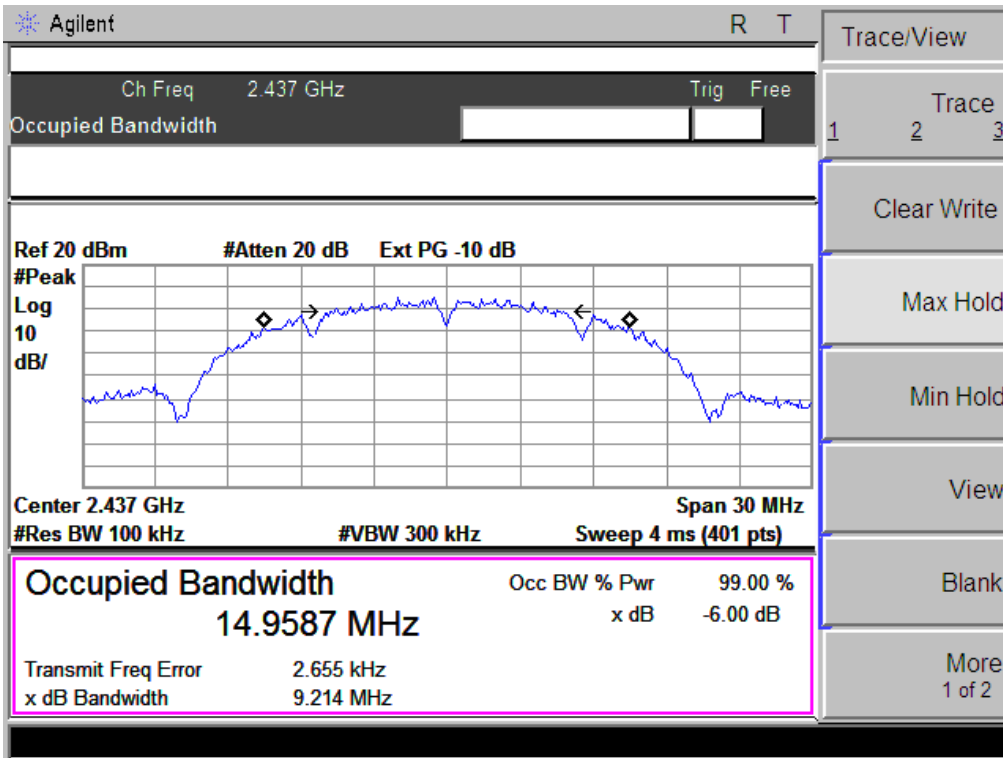 Agilent R T
Ch Freq 2.437 GHz Trig Free
Occupied Bandwidth
Ref 20 dBm #Atten 20 dB Ext PG -10 dB
#Peak
Log
10
dB/
Center 2.437 GHz Span 30 MHz
#Res BW 100 kHz #VBW 300 kHz Sweep 4 ms (401 pts)
Occupied Bandwidth Occ BW % Pwr 99.00 %
14.9587 MHz x dB -6.00 dB
Transmit Freq Error 2.655 kHz
x dB Bandwidth 9.214 MHz
Trace/View
Trace
1 2 3
Clear Write
Max Hold
Min Hold
View
Blank
More
1 of 2